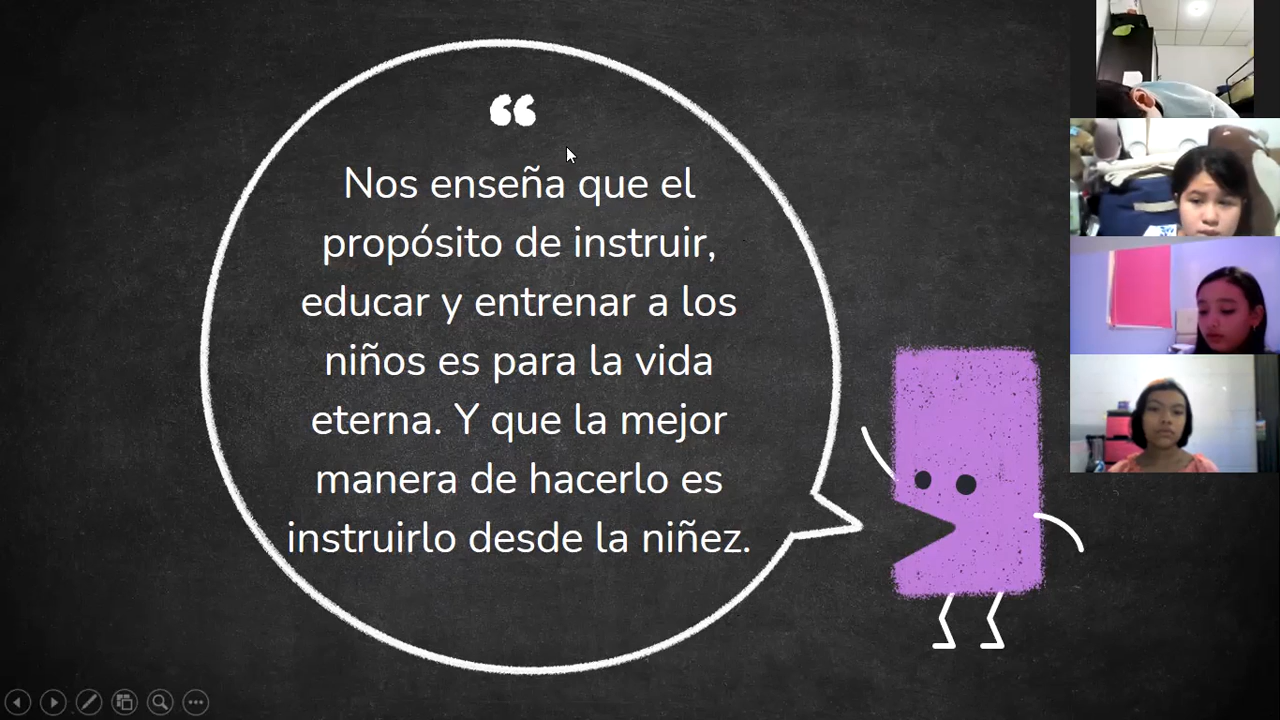 “
Nos enseña que el
propósito de instruir,
educar y entrenar a los
niños es para la vida
eterna. Y que la mejor
manera de hacerlo es
instruirlo desde la niñez.